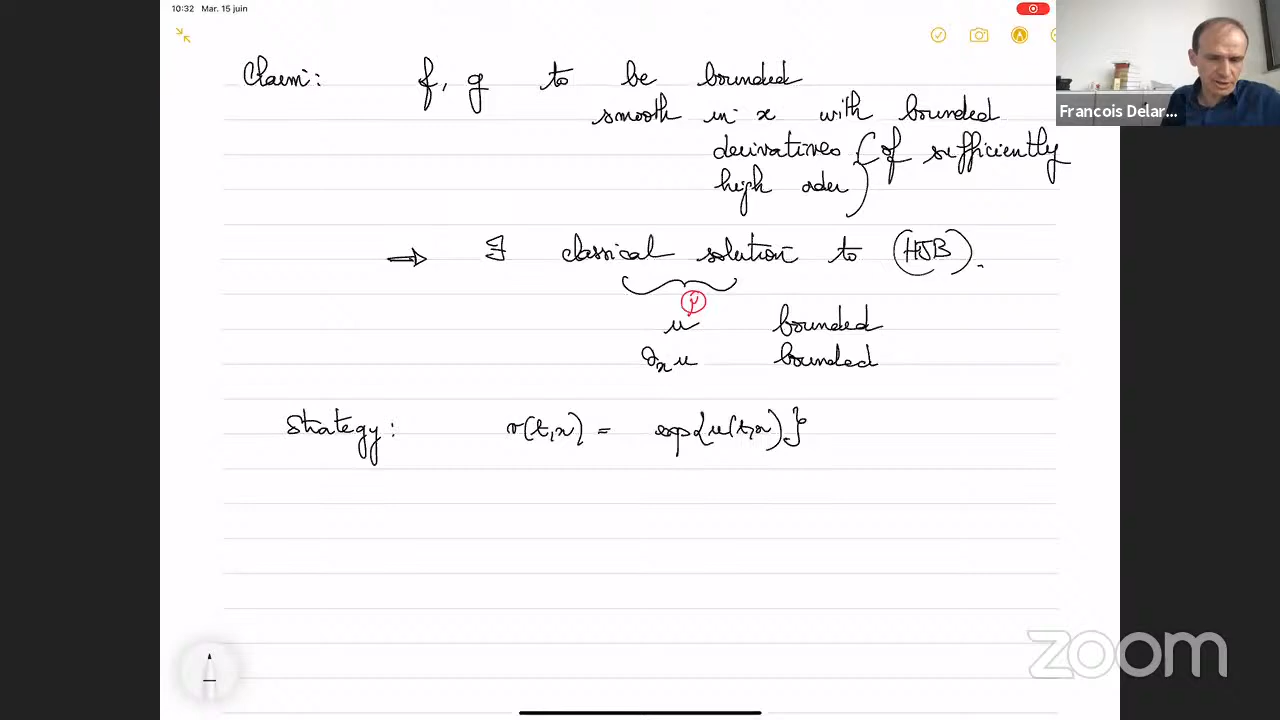 10:32 Mar. 15 juin
Claim: f, g to be bounded
smooth in x with bounded
derivatives (of sufficiently
high order)
Francois Delar...
⇒ ∃ classical solution to (HJB).
u bounded
∂ₓu bounded
Strategy: v(t,x) = exp{u(t,x)}
zoom